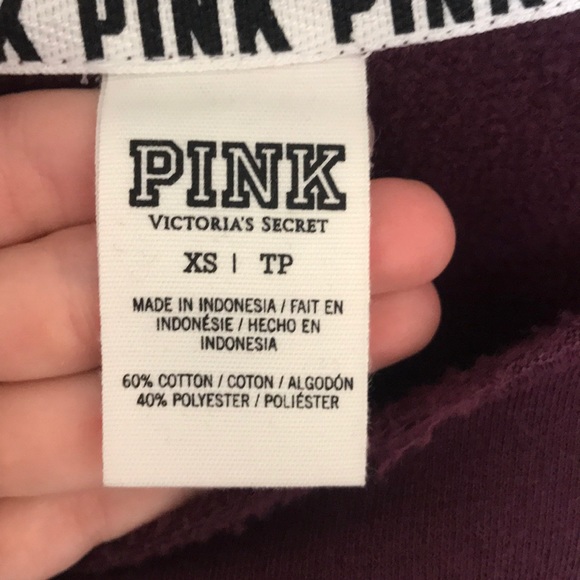 K PINK PINK
PINK
VICTORIA'S SECRET
XS | TP
MADE IN INDONESIA / FAIT EN
INDONÉSIE / HECHO EN
INDONESIA
60% COTTON / COTON / ALGODÓN
40% POLYESTER / POLIÉSTER